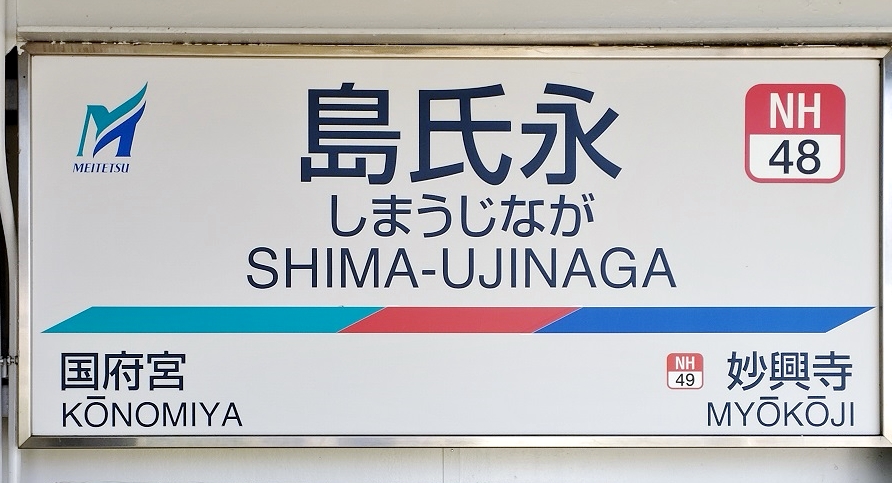 MEITETSU
島氏永
NH
48
しまうじなが
SHIMA-UJINAGA
国府宮
KŌNOMIYA
NH
49
妙興寺
MYŌKŌJI